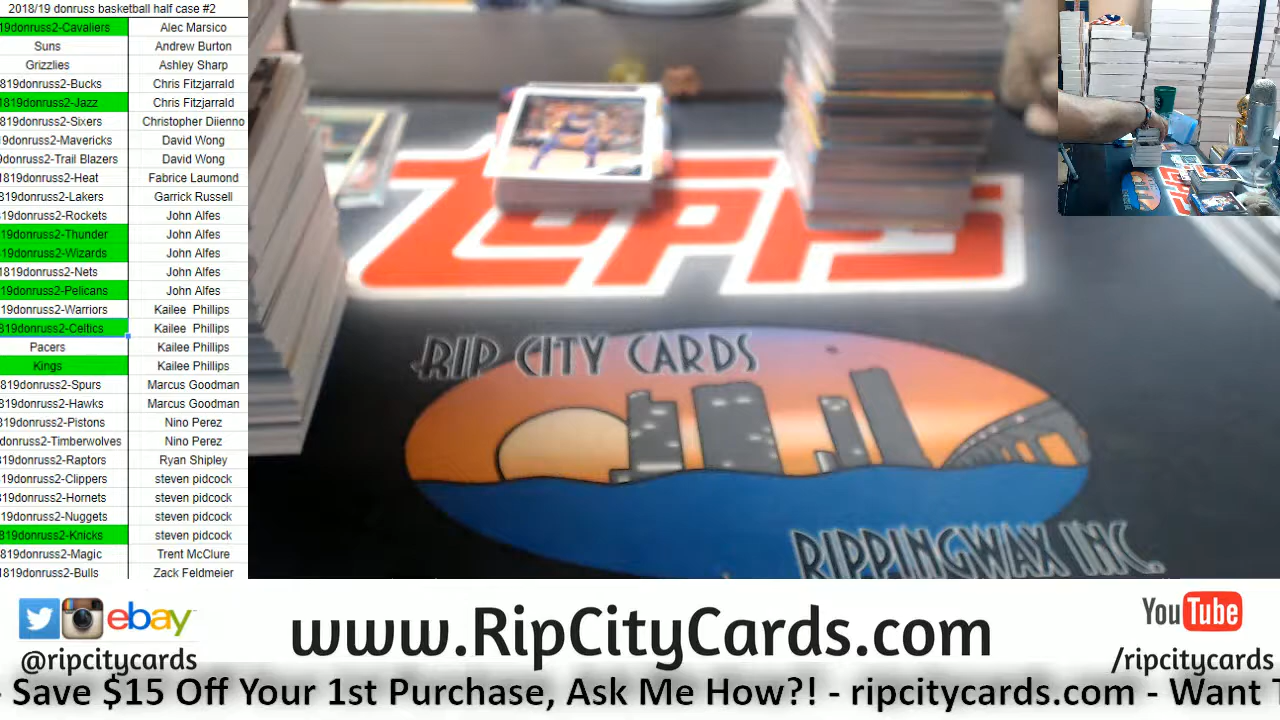 2018/19 donruss basketball half case #2
19donruss2-Cavaliers Alec Marsico
Suns Andrew Burton
Grizzlies Ashley Sharp
819donruss2-Bucks Chris Fitzjarrald
1819donruss2-Jazz Chris Fitzjarrald
819donruss2-Sixers Christopher Diienno
19donruss2-Mavericks David Wong
9donruss2-Trail Blazers David Wong
1819donruss2-Heat Fabrice Laumond
819donruss2-Lakers Garrick Russell
19donruss2-Rockets John Alfes
19donruss2-Thunder John Alfes
19donruss2-Wizards John Alfes
1819donruss2-Nets John Alfes
19donruss2-Pelicans John Alfes
19donruss2-Warriors Kailee Phillips
819donruss2-Celtics Kailee Phillips
Pacers Kailee Phillips
Kings Kailee Phillips
819donruss2-Spurs Marcus Goodman
819donruss2-Hawks Marcus Goodman
819donruss2-Pistons Nino Perez
donruss2-Timberwolves Nino Perez
819donruss2-Raptors Ryan Shipley
819donruss2-Clippers steven pidcock
819donruss2-Hornets steven pidcock
19donruss2-Nuggets steven pidcock
819donruss2-Knicks steven pidcock
819donruss2-Magic Trent McClure
1819donruss2-Bulls Zack Feldmeier
RIP CITY CARDS
RIPPINGWAX INC.
ebay
@ripcitycards
www.RipCityCards.com
YouTube
/ripcitycards
- Save $15 Off Your 1st Purchase, Ask Me How?! - ripcitycards.com - Want T